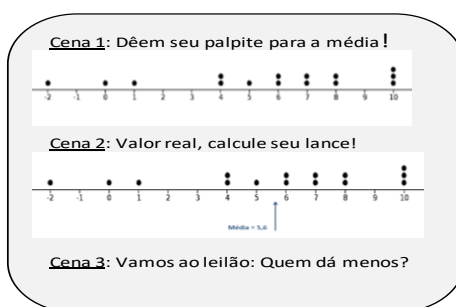 Cena 1: Dêem seu palpite para a média!
-2 -1 0 1 2 3 4 5 6 7 8 9 10
Cena 2: Valor real, calcule seu lance!
-2 -1 0 1 2 3 4 5 6 7 8 9 10
Média = 5,6
Cena 3: Vamos ao leilão: Quem dá menos?